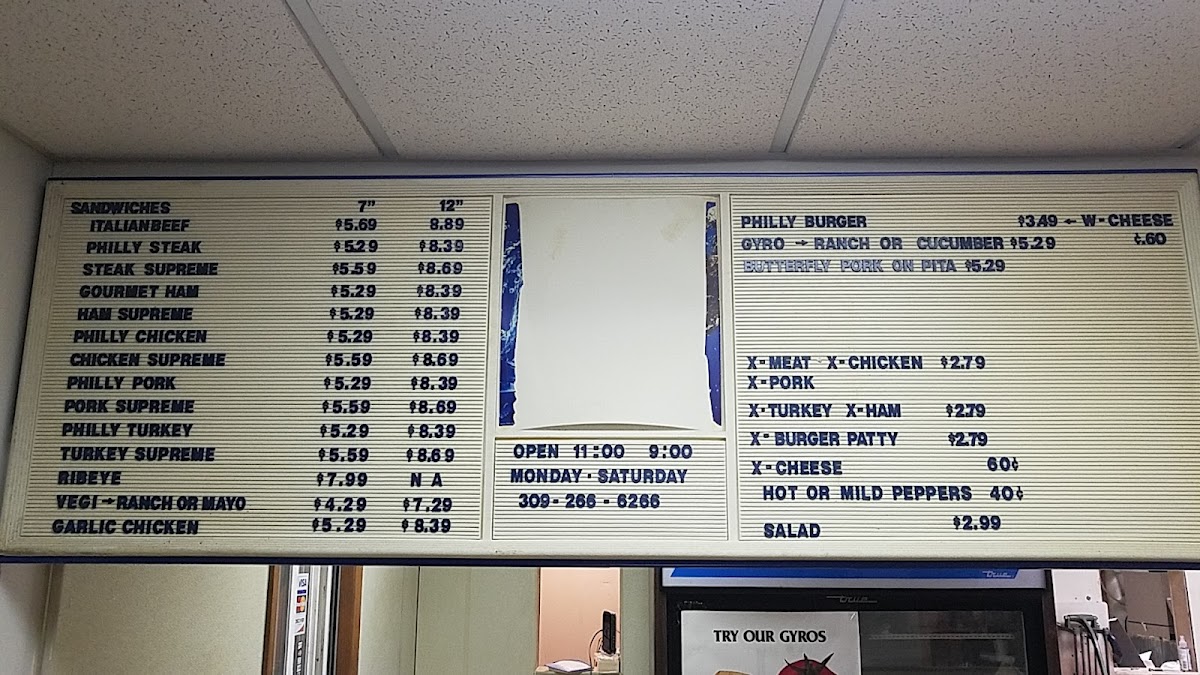 SANDWICHES 7" 12"
ITALIAN BEEF $5.69 8.89
PHILLY STEAK $5.29 $8.39
STEAK SUPREME $5.59 $8.69
GOURMET HAM $5.29 $8.39
HAM SUPREME $5.29 $8.39
PHILLY CHICKEN $5.29 $8.39
CHICKEN SUPREME $5.59 $8.69
PHILLY PORK $5.29 $8.39
PORK SUPREME $5.59 $8.69
PHILLY TURKEY $5.29 $8.39
TURKEY SUPREME $5.59 $8.69
RIBEYE $7.99 N A
VEGI → RANCH OR MAYO $4.29 $7.29
GARLIC CHICKEN $5.29 $8.39
OPEN 11:00 9:00
MONDAY - SATURDAY
309-266-6266
PHILLY BURGER $3.49 ← W-CHEESE
GYRO → RANCH OR CUCUMBER $5.29 ¢.60
BUTTERFLY PORK ON PITA $5.29
X-MEAT X-CHICKEN $2.79
X-PORK
X-TURKEY X-HAM $2.79
X-BURGER PATTY $2.79
X-CHEESE 60¢
HOT OR MILD PEPPERS 40¢
SALAD $2.99
VISA
True
True
TRY OUR GYROS